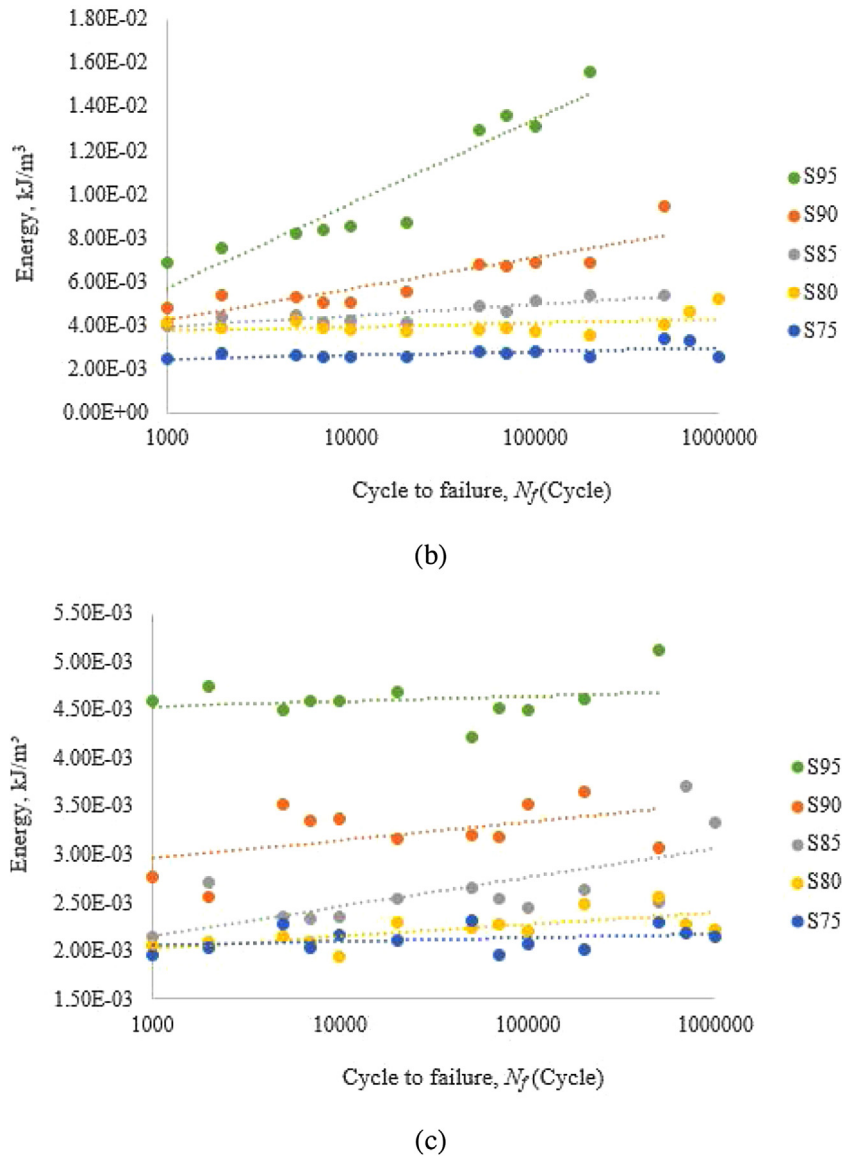 1.80E-02
1.60E-02
1.40E-02
1.20E-02
1.00E-02
8.00E-03
6.00E-03
4.00E-03
2.00E-03
0.00E+00
Energy, kJ/m³
1000 10000 100000 1000000
Cycle to failure, Nf (Cycle)
S95
S90
S85
S80
S75
(b)
5.50E-03
5.00E-03
4.50E-03
4.00E-03
3.50E-03
3.00E-03
2.50E-03
2.00E-03
1.50E-03
Energy, kJ/m³
1000 10000 100000 1000000
Cycle to failure, Nf (Cycle)
S95
S90
S85
S80
S75
(c)